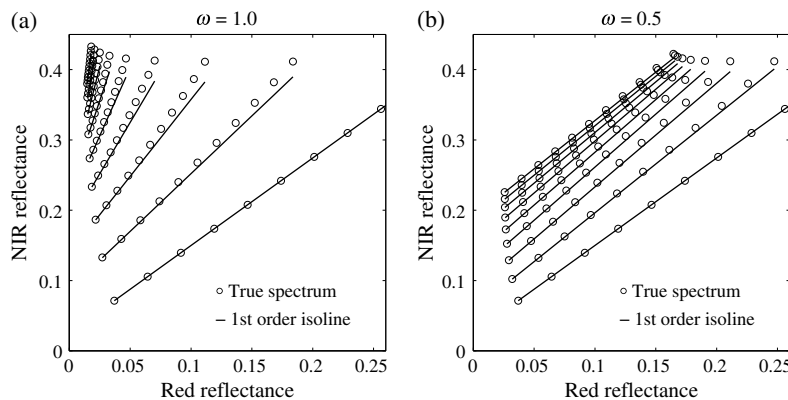 (a)
ω = 1.0
NIR reflectance
0.4
0.3
0.2
0.1
0
0
0.05
0.1
0.15
0.2
0.25
Red reflectance
True spectrum
1st order isoline
(b)
ω = 0.5
NIR reflectance
0.4
0.3
0.2
0.1
0
0
0.05
0.1
0.15
0.2
0.25
Red reflectance
True spectrum
1st order isoline